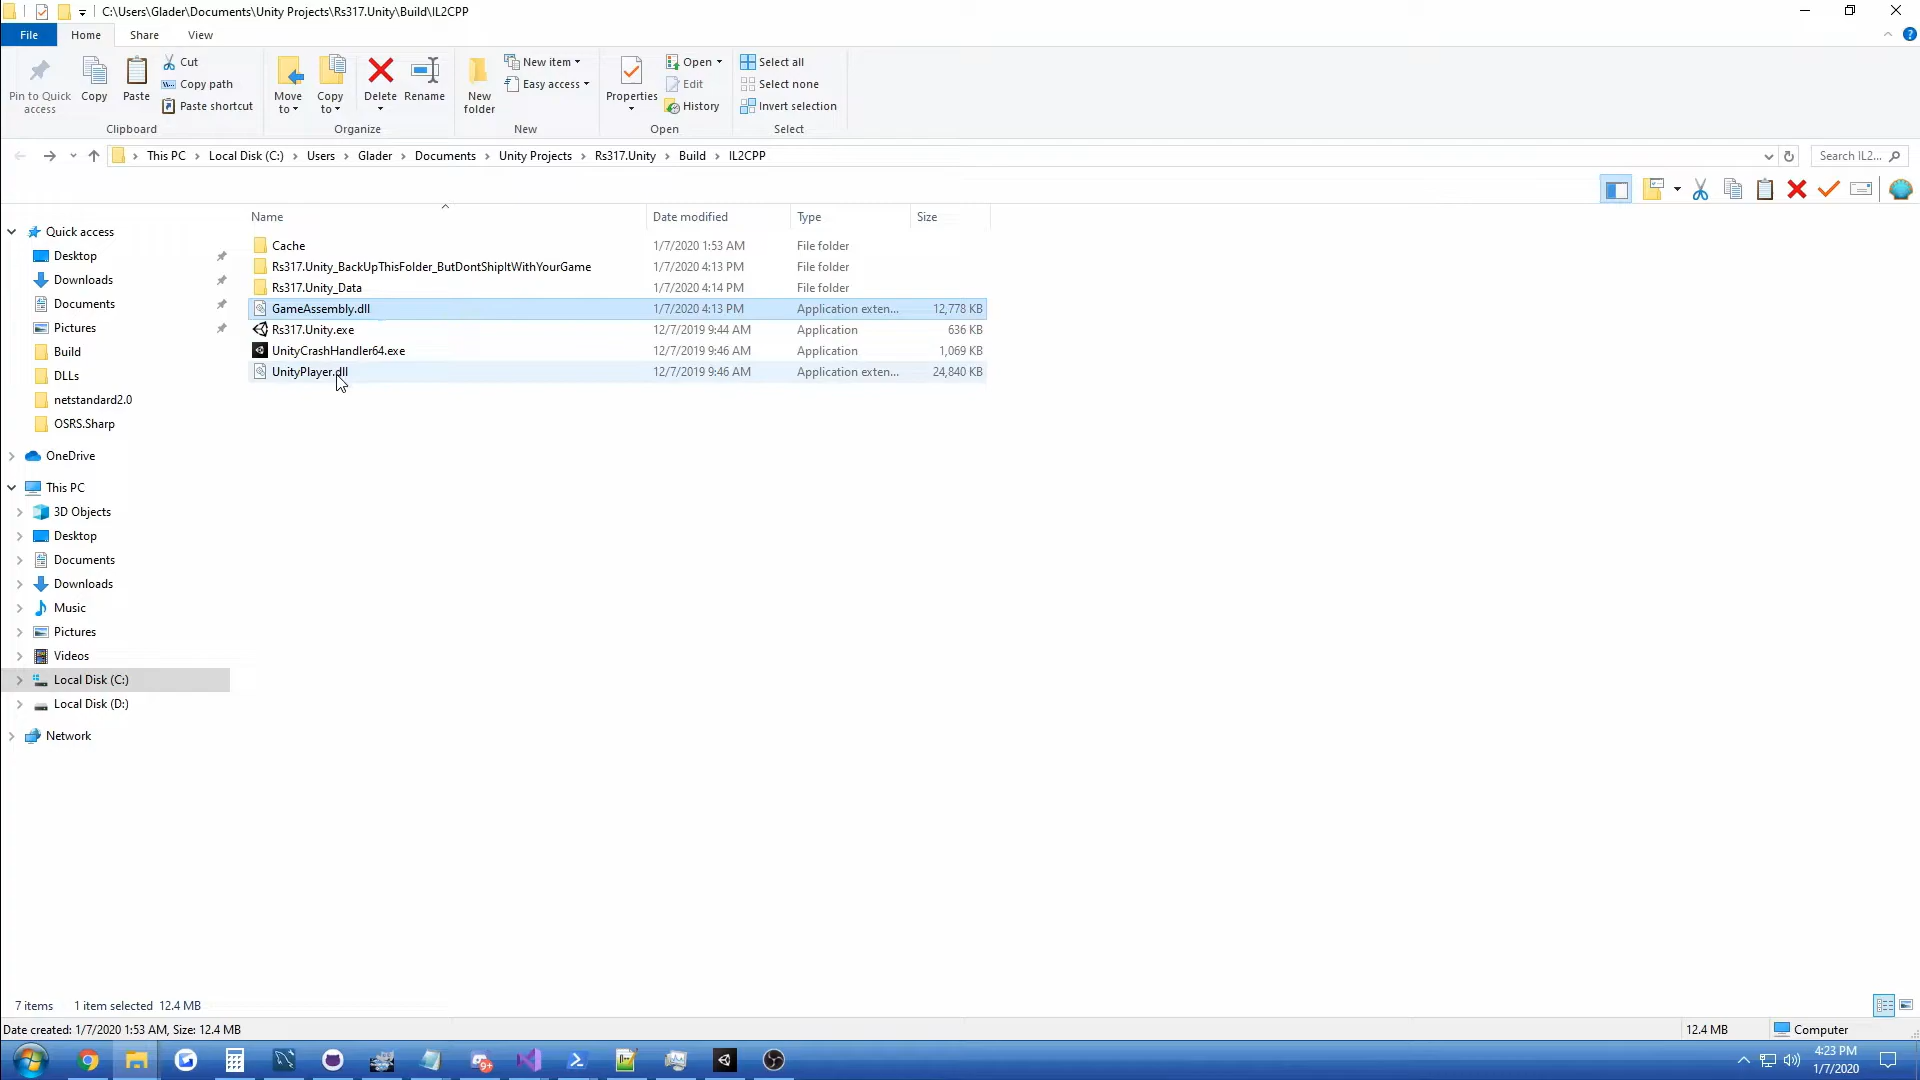 C:\Users\Glader\Documents\Unity Projects\Rs317.Unity\Build\IL2CPP
File Home Share View
Pin to Quick access
Copy
Paste
Cut
Copy path
Paste shortcut
Clipboard
Move to
Copy to
Delete
Rename
Organize
New folder
New item
Easy access
New
Properties
Open
Edit
History
Open
Select all
Select none
Invert selection
Select
This PC Local Disk (C:) Users Glader Documents Unity Projects Rs317.Unity Build IL2CPP
Search IL2...
Name Date modified Type Size
Cache 1/7/2020 1:53 AM File folder
Rs317.Unity_BackUpThisFolder_ButDontShipItWithYourGame 1/7/2020 4:13 PM File folder
Rs317.Unity_Data 1/7/2020 4:14 PM File folder
GameAssembly.dll 1/7/2020 4:13 PM Application exten... 12,778 KB
Rs317.Unity.exe 12/7/2019 9:44 AM Application 636 KB
UnityCrashHandler64.exe 12/7/2019 9:46 AM Application 1,069 KB
UnityPlayer.dll 12/7/2019 9:46 AM Application exten... 24,840 KB
Quick access
Desktop
Downloads
Documents
Pictures
Build
DLLs
netstandard2.0
OSRS.Sharp
OneDrive
This PC
3D Objects
Desktop
Documents
Downloads
Music
Pictures
Videos
Local Disk (C:)
Local Disk (D:)
Network
7 items 1 item selected 12.4 MB
Date created: 1/7/2020 1:53 AM, Size: 12.4 MB 12.4 MB Computer
9+
4:23 PM
1/7/2020